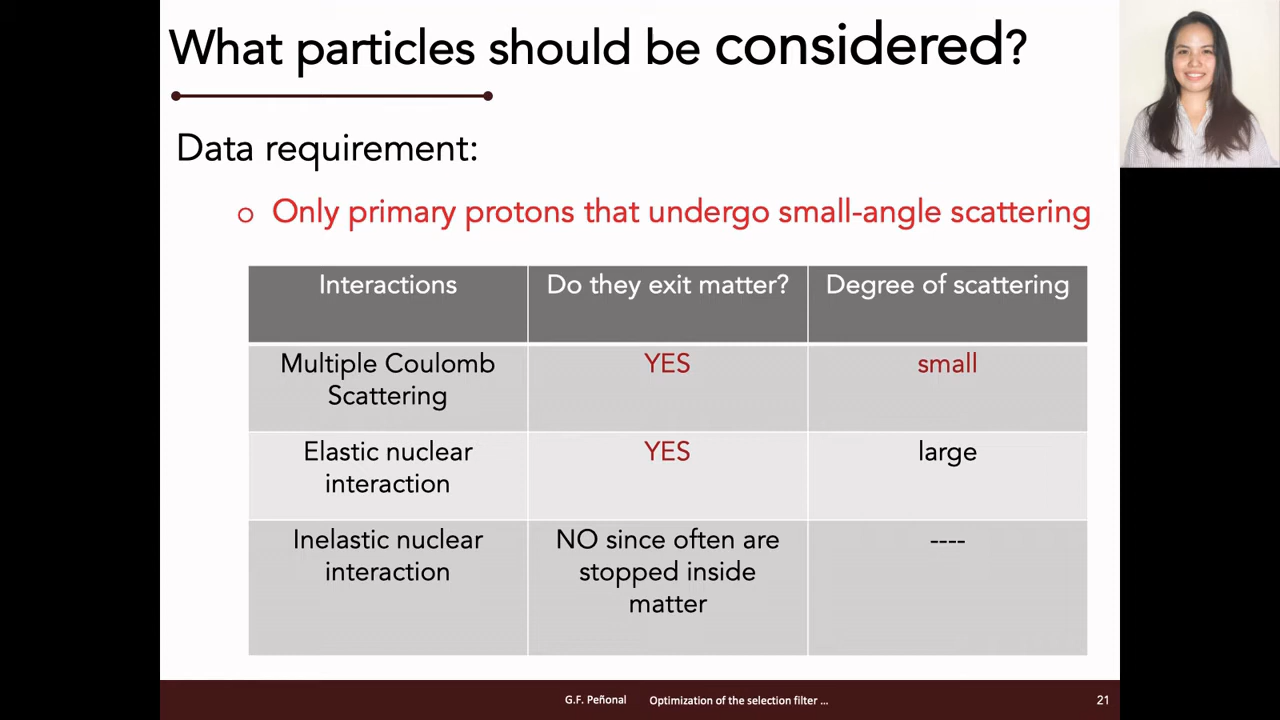 What particles should be considered?
Data requirement:
o Only primary protons that undergo small-angle scattering
Interactions
Do they exit matter?
Degree of scattering
Multiple Coulomb
Scattering
YES
small
Elastic nuclear
interaction
YES
large
Inelastic nuclear
interaction
NO since often are
stopped inside
matter
----
G.F. Peñonal
Optimization of the selection filter ...
21